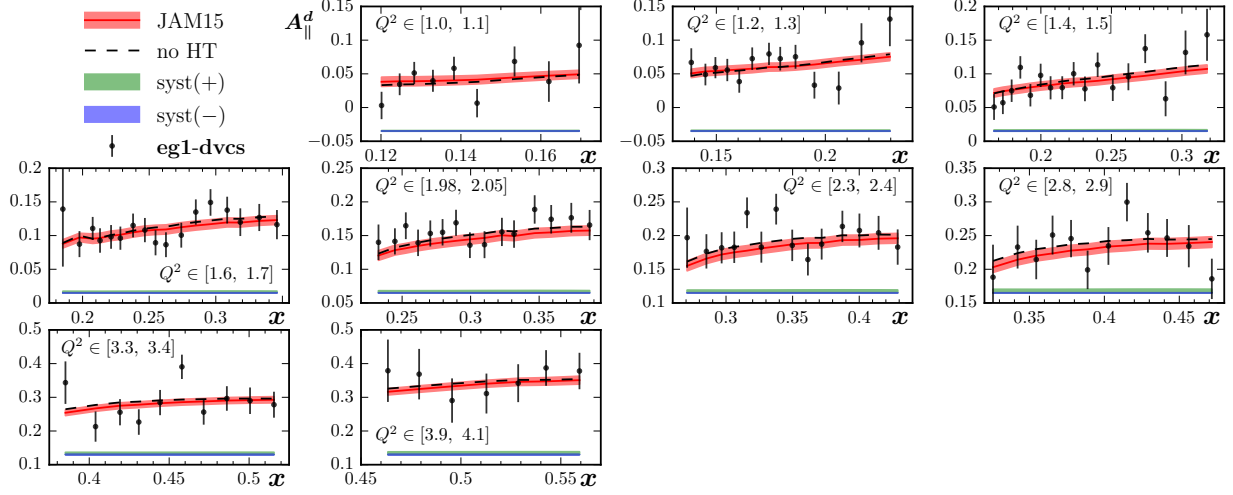 JAM15
no HT
syst(+)
syst(−)
eg1-dvcs
A^d_∥
0.15
0.1
0.05
0
−0.05
Q² ∈ [1.0, 1.1]
0.12 0.14 0.16 x
0.15
0.1
0.05
0
−0.05
Q² ∈ [1.2, 1.3]
0.15 0.2 x
0.2
0.15
0.1
0.05
0
Q² ∈ [1.4, 1.5]
0.2 0.25 0.3 x
0.2
0.15
0.1
0.05
0
Q² ∈ [1.6, 1.7]
0.2 0.25 0.3 x
0.25
0.2
0.15
0.1
0.05
Q² ∈ [1.98, 2.05]
0.25 0.3 0.35 x
0.3
0.25
0.2
0.15
0.1
Q² ∈ [2.3, 2.4]
0.3 0.35 0.4 x
0.35
0.3
0.25
0.2
0.15
Q² ∈ [2.8, 2.9]
0.35 0.4 0.45 x
0.5
0.4
0.3
0.2
0.1
Q² ∈ [3.3, 3.4]
0.4 0.45 0.5 x
0.5
0.4
0.3
0.2
0.1
Q² ∈ [3.9, 4.1]
0.45 0.5 0.55 x